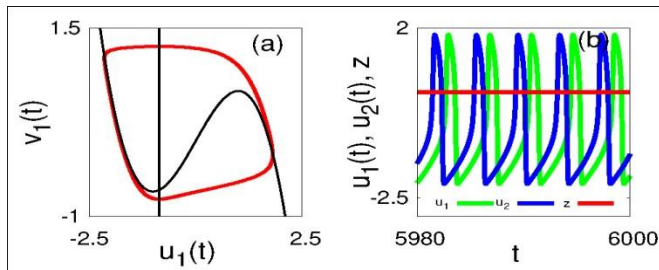 1.5
(a)
v1(t)
-1
-2.5
u1(t)
2.5
2
(b)
u1(t), u2(t), z
-2.5
u1 u2 z
5980
t
6000